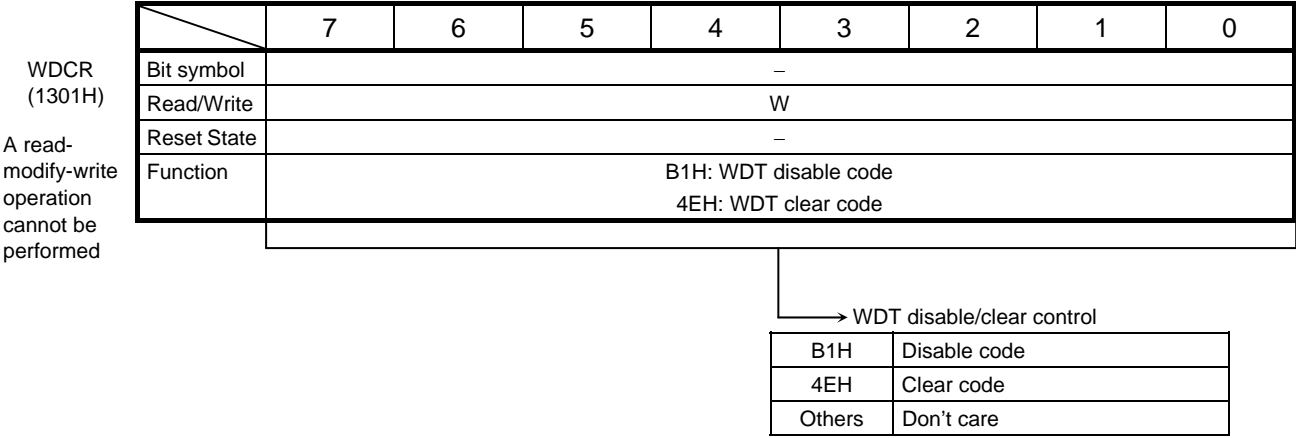 7 6 5 4 3 2 1 0
WDCR
(1301H)
A read-
modify-write
operation
cannot be
performed
Bit symbol –
Read/Write W
Reset State –
Function B1H: WDT disable code
4EH: WDT clear code
WDT disable/clear control
B1H Disable code
4EH Clear code
Others Don't care